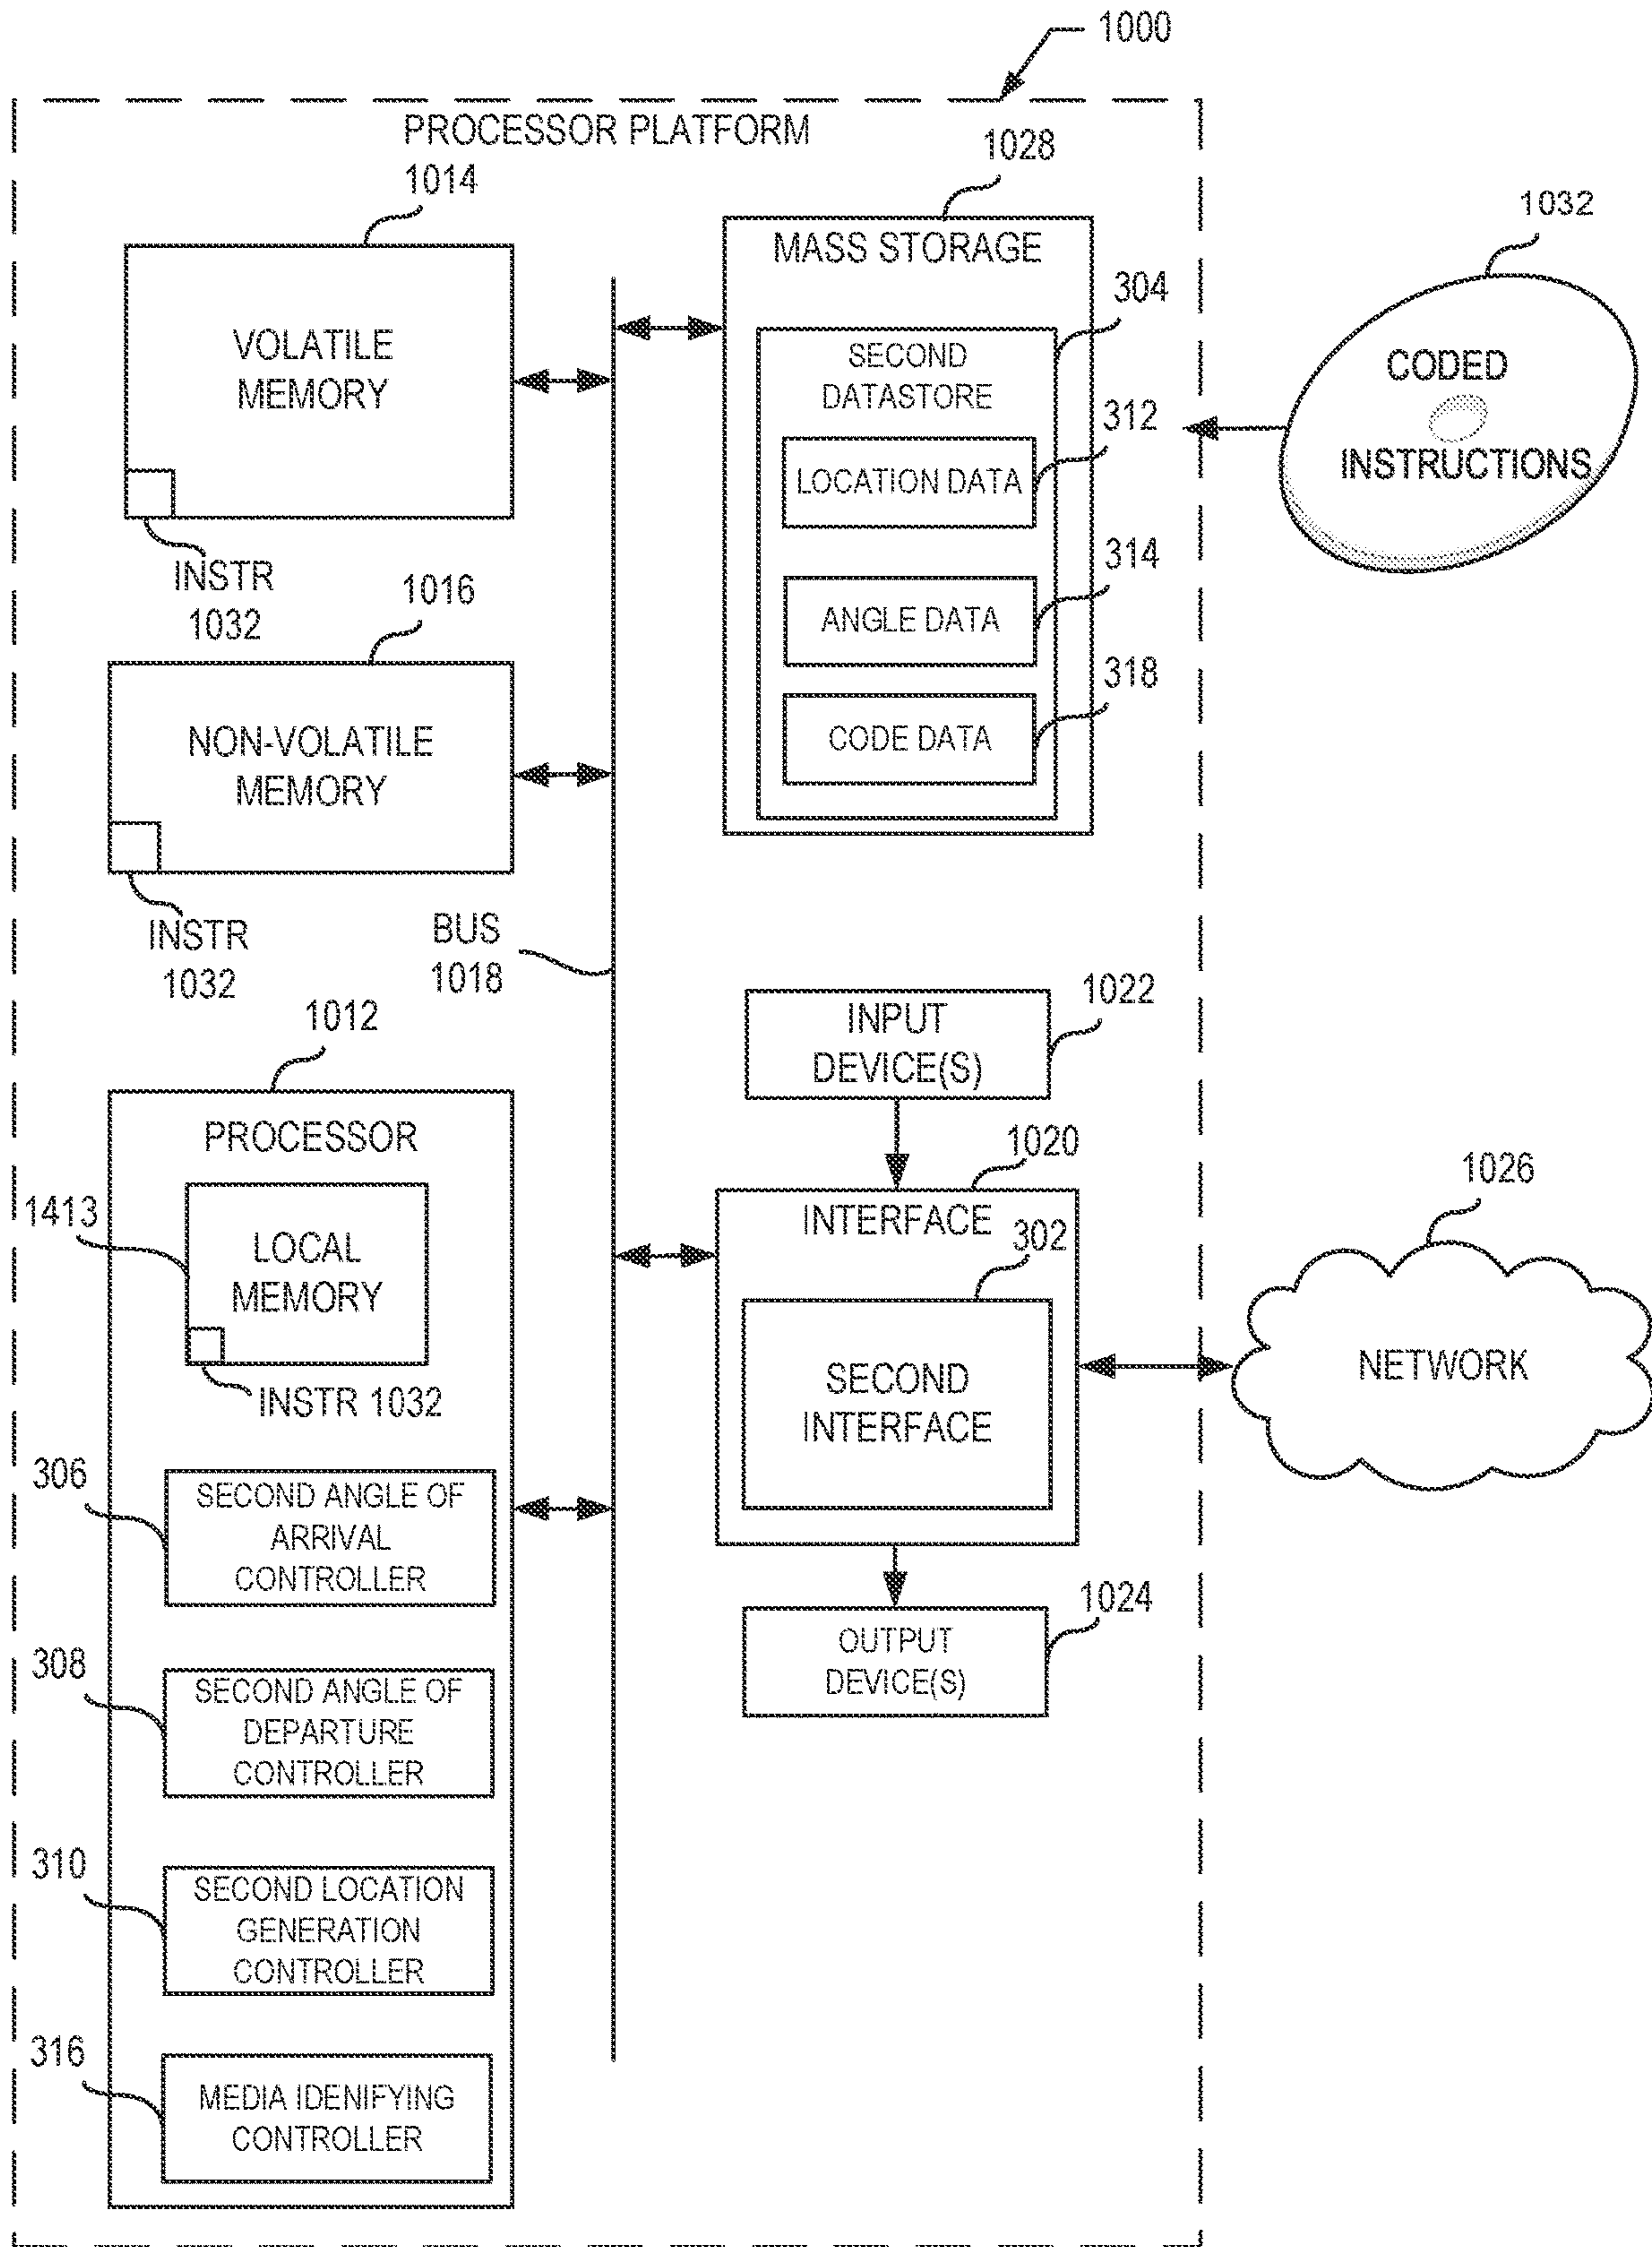 1000
PROCESSOR PLATFORM
1014
1028
1032
VOLATILE
MEMORY
INSTR
1032
MASS STORAGE
304
SECOND
DATASTORE
312
LOCATION DATA
314
ANGLE DATA
318
CODE DATA
CODED
INSTRUCTIONS
1016
NON-VOLATILE
MEMORY
INSTR
1032
BUS
1018
1012
PROCESSOR
1413
LOCAL
MEMORY
INSTR 1032
306
SECOND ANGLE OF
ARRIVAL
CONTROLLER
308
SECOND ANGLE OF
DEPARTURE
CONTROLLER
310
SECOND LOCATION
GENERATION
CONTROLLER
316
MEDIA IDENIFYING
CONTROLLER
1022
INPUT
DEVICE(S)
1020
INTERFACE
302
SECOND
INTERFACE
1024
OUTPUT
DEVICE(S)
1026
NETWORK